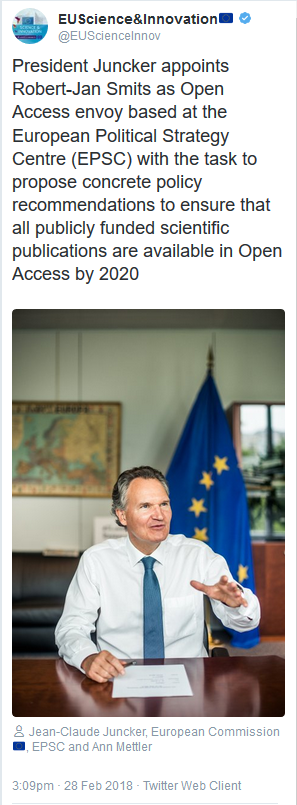 EUScience&Innovation🇪🇺
@EUScienceInnov
President Juncker appoints
Robert-Jan Smits as Open
Access envoy based at the
European Political Strategy
Centre (EPSC) with the task to
propose concrete policy
recommendations to ensure that
all publicly funded scientific
publications are available in Open
Access by 2020
Jean-Claude Juncker, European Commission
🇪🇺, EPSC and Ann Mettler
3:09pm · 28 Feb 2018 · Twitter Web Client